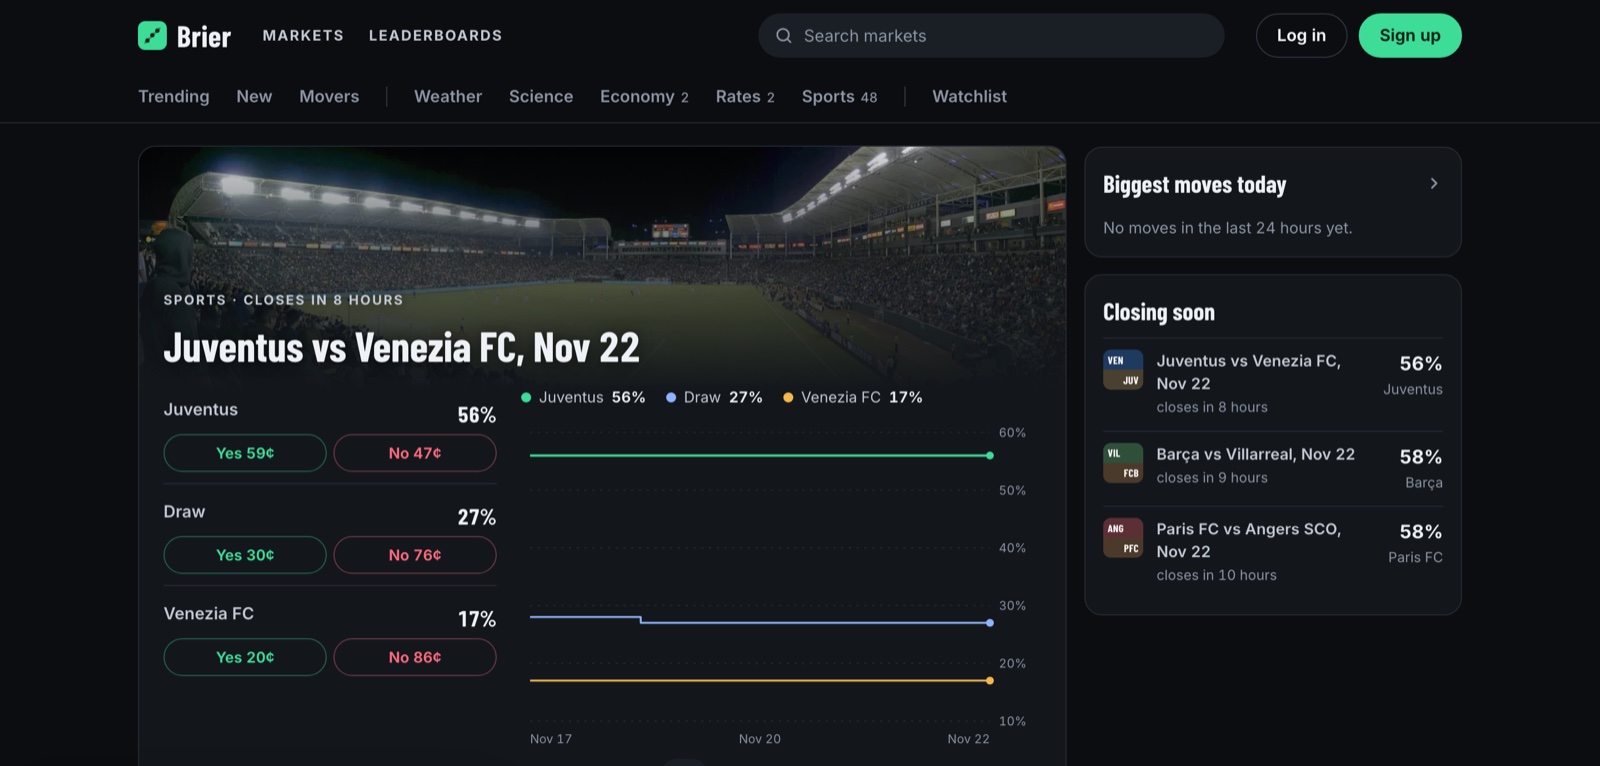 Brier
MARKETS LEADERBOARDS
Search markets
Log in
Sign up
Trending New Movers Weather Science Economy 2 Rates 2 Sports 48 Watchlist
SPORTS · CLOSES IN 8 HOURS
Juventus vs Venezia FC, Nov 22
Juventus 56%
Yes 59¢ No 47¢
Draw 27%
Yes 30¢ No 76¢
Venezia FC 17%
Yes 20¢ No 86¢
Juventus 56% Draw 27% Venezia FC 17%
60%
50%
40%
30%
20%
10%
Nov 17 Nov 20 Nov 22
Biggest moves today
No moves in the last 24 hours yet.
Closing soon
VEN
JUV
Juventus vs Venezia FC,
Nov 22
closes in 8 hours
56%
Juventus
VIL
FCB
Barça vs Villarreal, Nov 22
closes in 9 hours
58%
Barça
ANG
PFC
Paris FC vs Angers SCO,
Nov 22
closes in 10 hours
58%
Paris FC